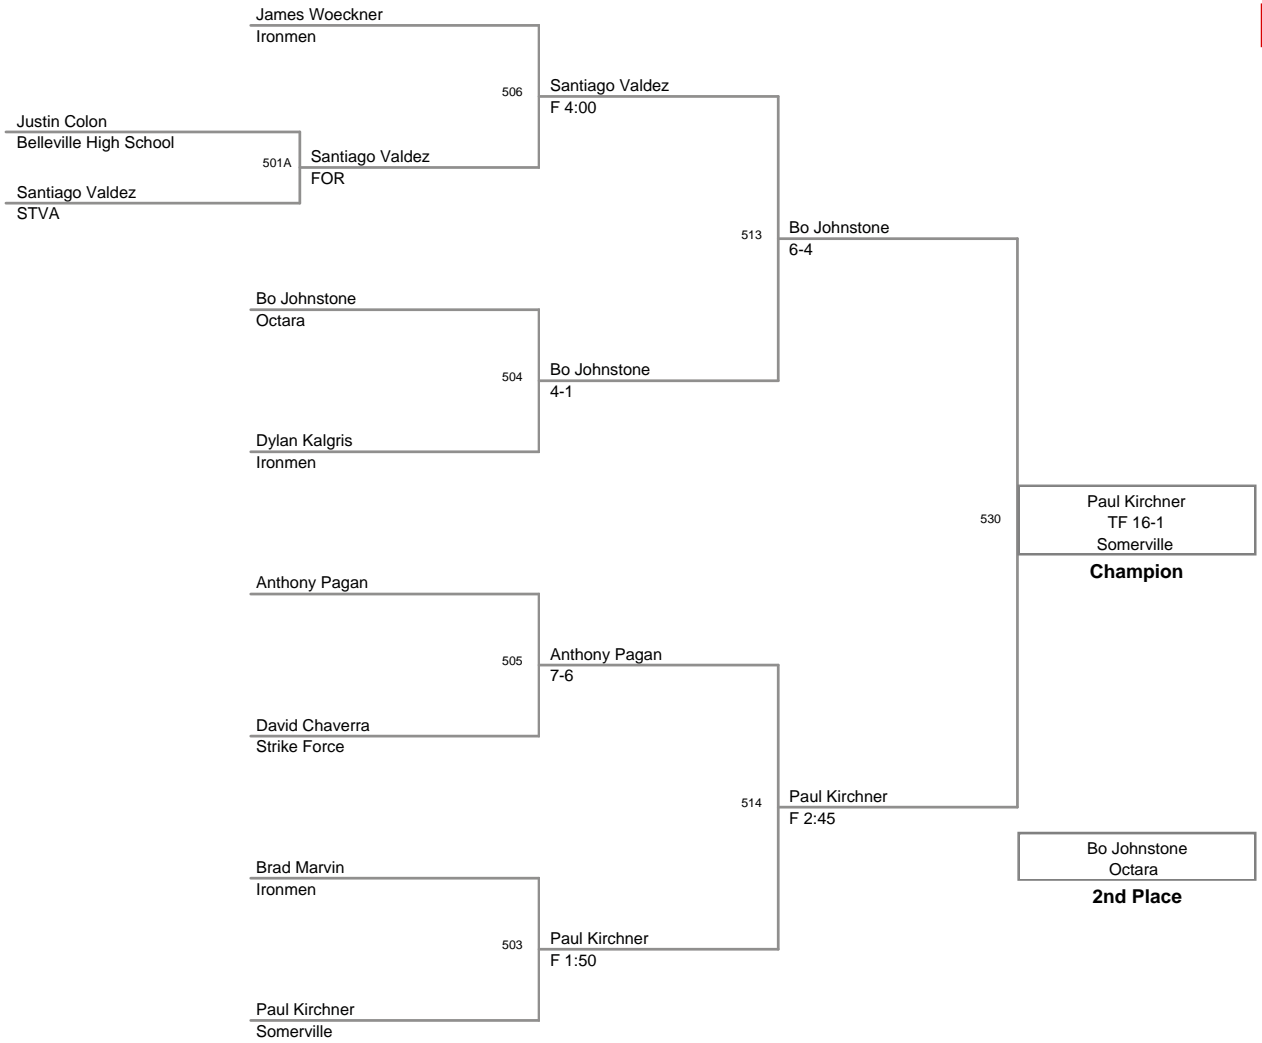 James Woeckner
Ironmen
506
Santiago Valdez
F 4:00
Justin Colon
Belleville High School
501A
Santiago Valdez
FOR
Santiago Valdez
STVA
513
Bo Johnstone
6-4
Bo Johnstone
Octara
504
Bo Johnstone
4-1
Dylan Kalgris
Ironmen
530
Paul Kirchner
TF 16-1
Somerville
Champion
Anthony Pagan
505
Anthony Pagan
7-6
David Chaverra
Strike Force
514
Paul Kirchner
F 2:45
Bo Johnstone
Octara
2nd Place
Brad Marvin
Ironmen
503
Paul Kirchner
F 1:50
Paul Kirchner
Somerville